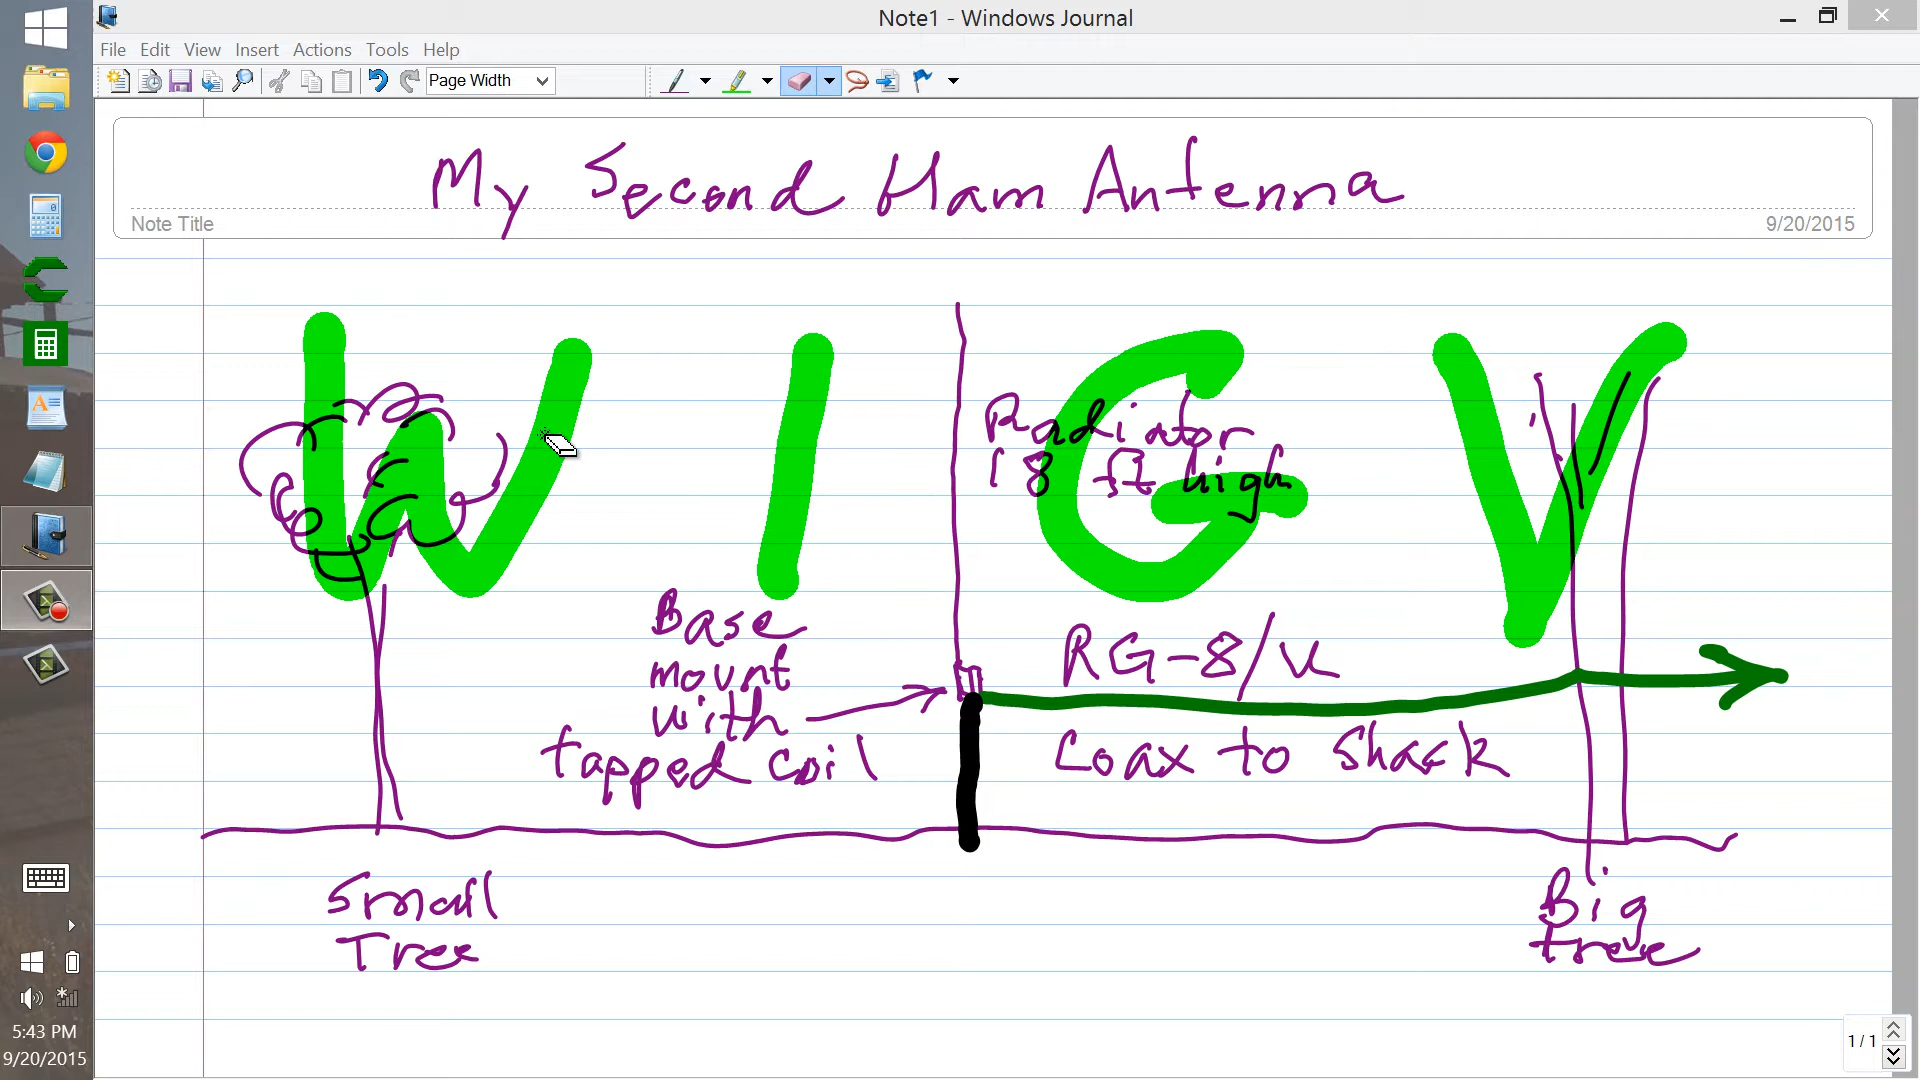 Note1 - Windows Journal
File Edit View Insert Actions Tools Help
Page Width
My Second Ham Antenna
Note Title
9/20/2015
W1GV
Radiator
18 ft high
Base
mount
with
tapped coil
RG-8/U
Coax to Shack
Small
Tree
Big
tree
5:43 PM
9/20/2015
1 / 1